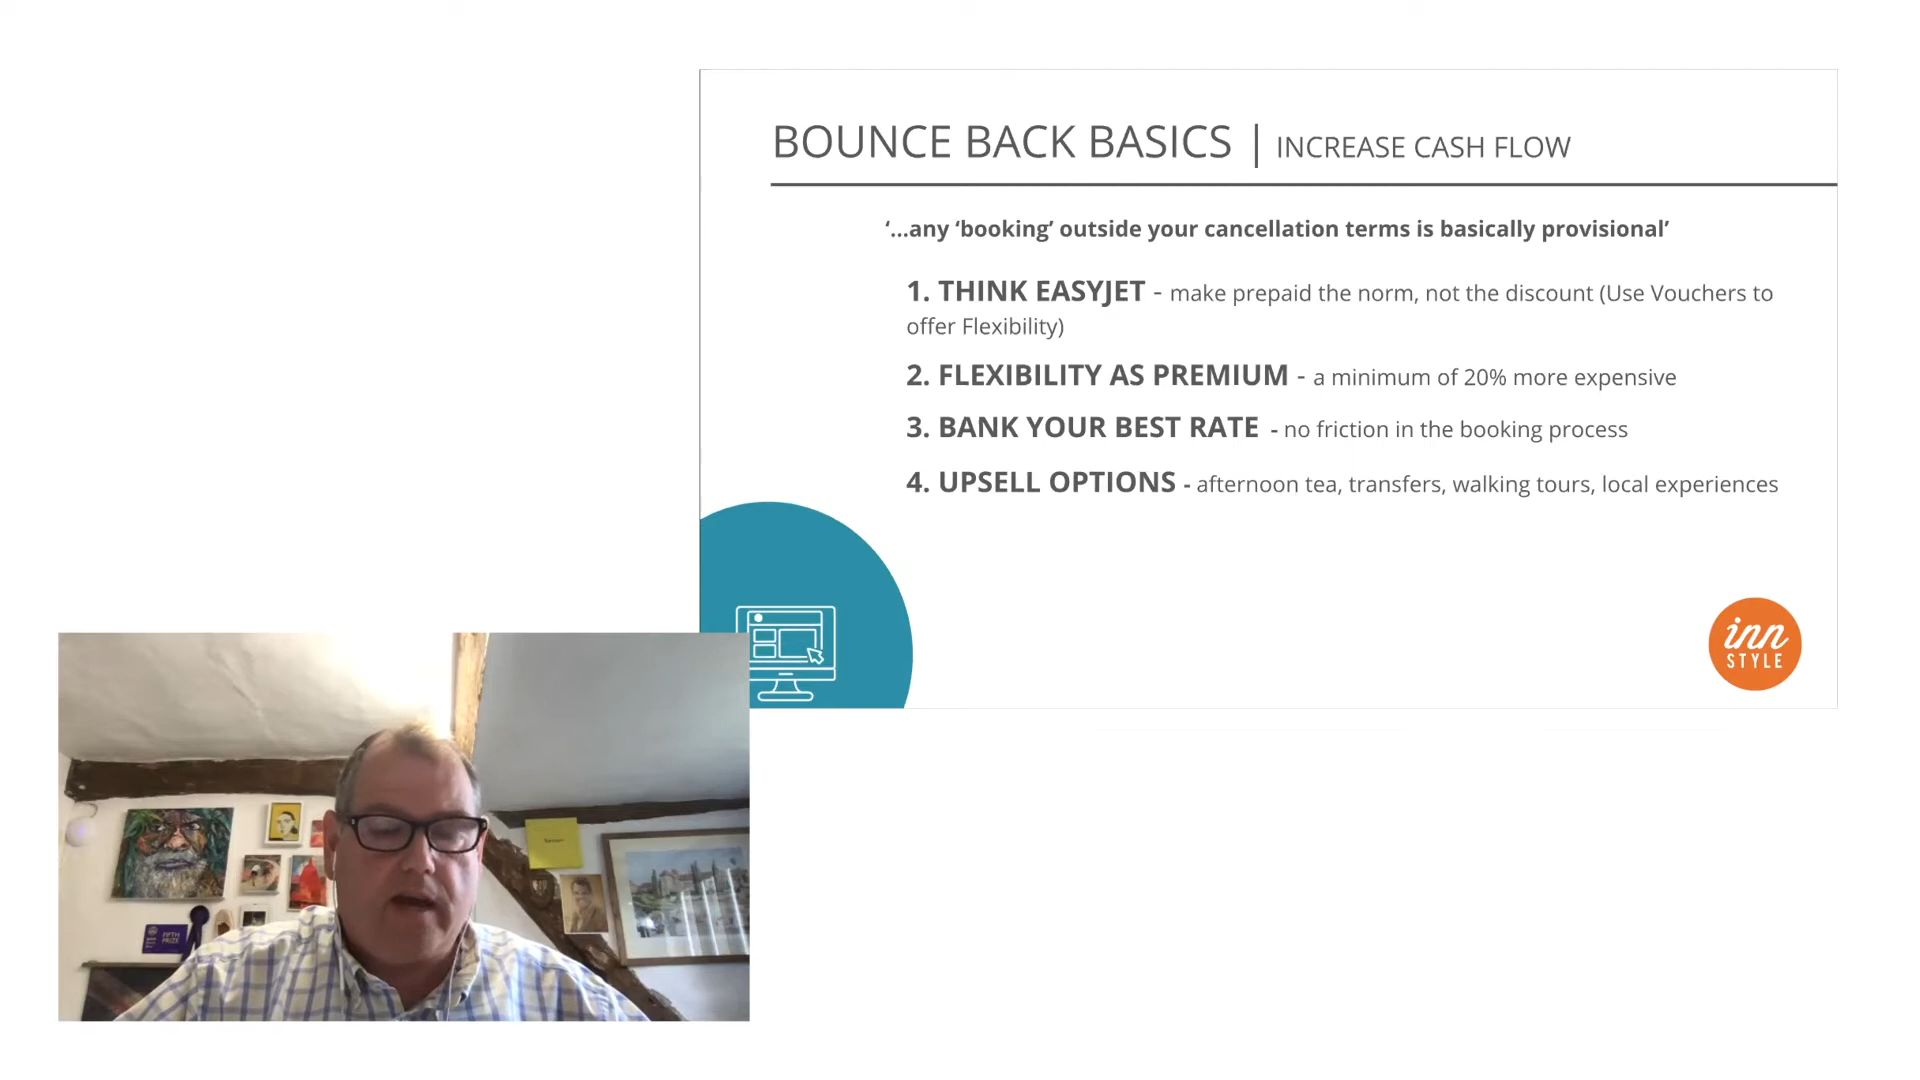 BOUNCE BACK BASICS | INCREASE CASH FLOW
‘...any ‘booking’ outside your cancellation terms is basically provisional’
1. THINK EASYJET - make prepaid the norm, not the discount (Use Vouchers to
offer Flexibility)
2. FLEXIBILITY AS PREMIUM - a minimum of 20% more expensive
3. BANK YOUR BEST RATE - no friction in the booking process
4. UPSELL OPTIONS - afternoon tea, transfers, walking tours, local experiences
inn
STYLE
FIFTH
PRIZE